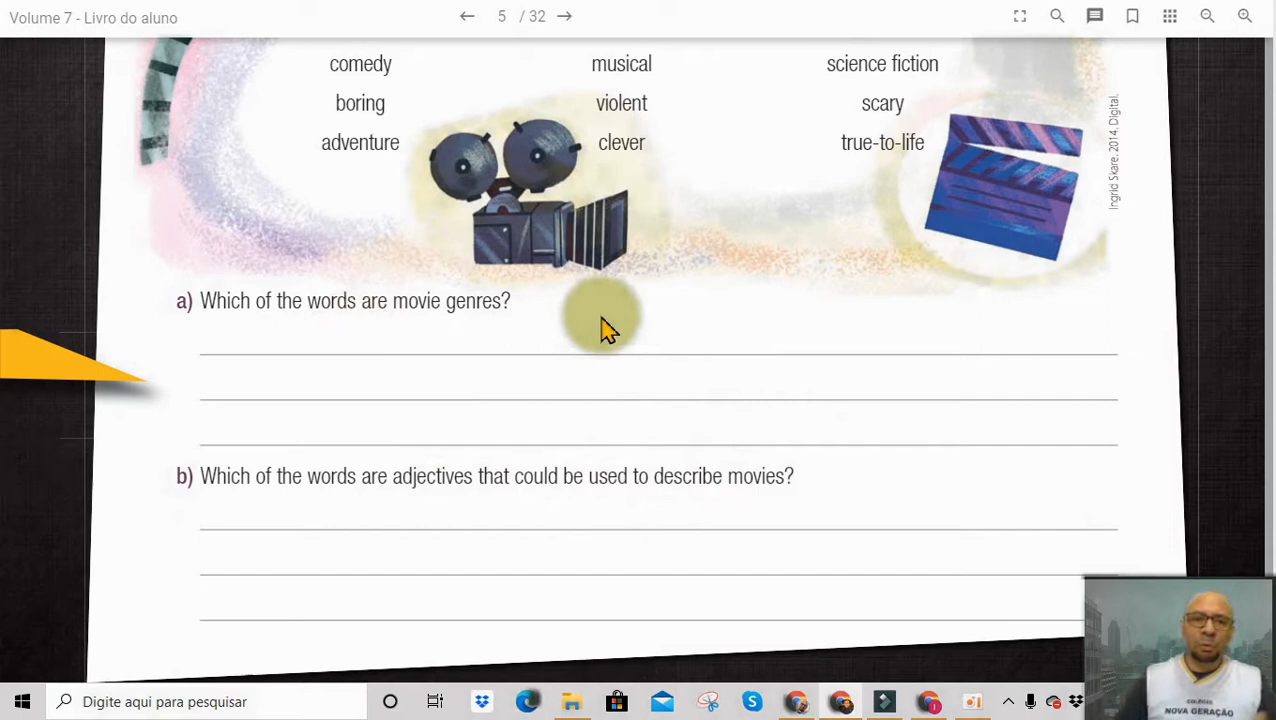 Volume 7 - Livro do aluno
5 / 32
comedy musical science fiction
boring violent scary
adventure clever true-to-life
Ingrid Skare. 2014. Digital.
a) Which of the words are movie genres?
b) Which of the words are adjectives that could be used to describe movies?
COLÉGIO
NOVA GERAÇÃO
Digite aqui para pesquisar